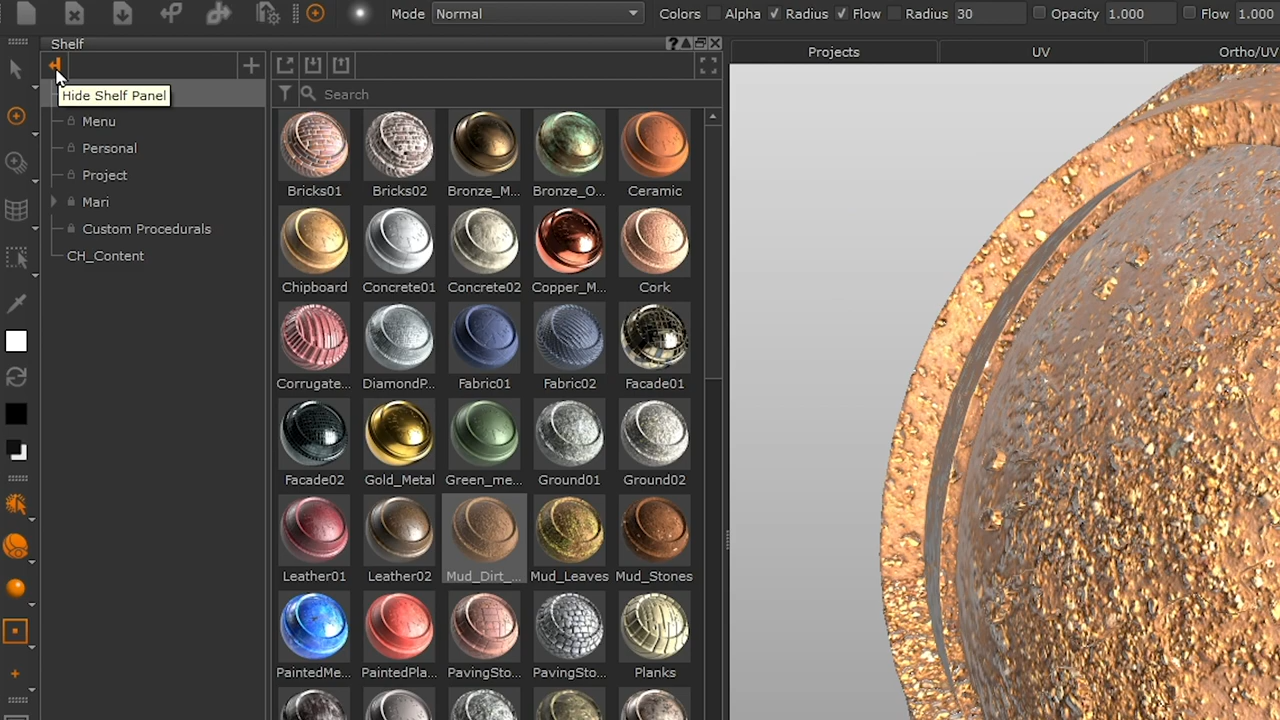 Mode Normal Colors Alpha Radius Flow Radius 30 Opacity 1.000 Flow 1.000
Shelf
Projects UV Ortho/UV
Hide Shelf Panel
Search
Menu
Personal
Project
Mari
Custom Procedurals
CH_Content
Bricks01 Bricks02 Bronze_M... Bronze_O... Ceramic
Chipboard Concrete01 Concrete02 Copper_M... Cork
Corrugate... DiamondP... Fabric01 Fabric02 Facade01
Facade02 Gold_Metal Green_me... Ground01 Ground02
Leather01 Leather02 Mud_Dirt_... Mud_Leaves Mud_Stones
PaintedMe... PaintedPla... PavingSto... PavingSto... Planks